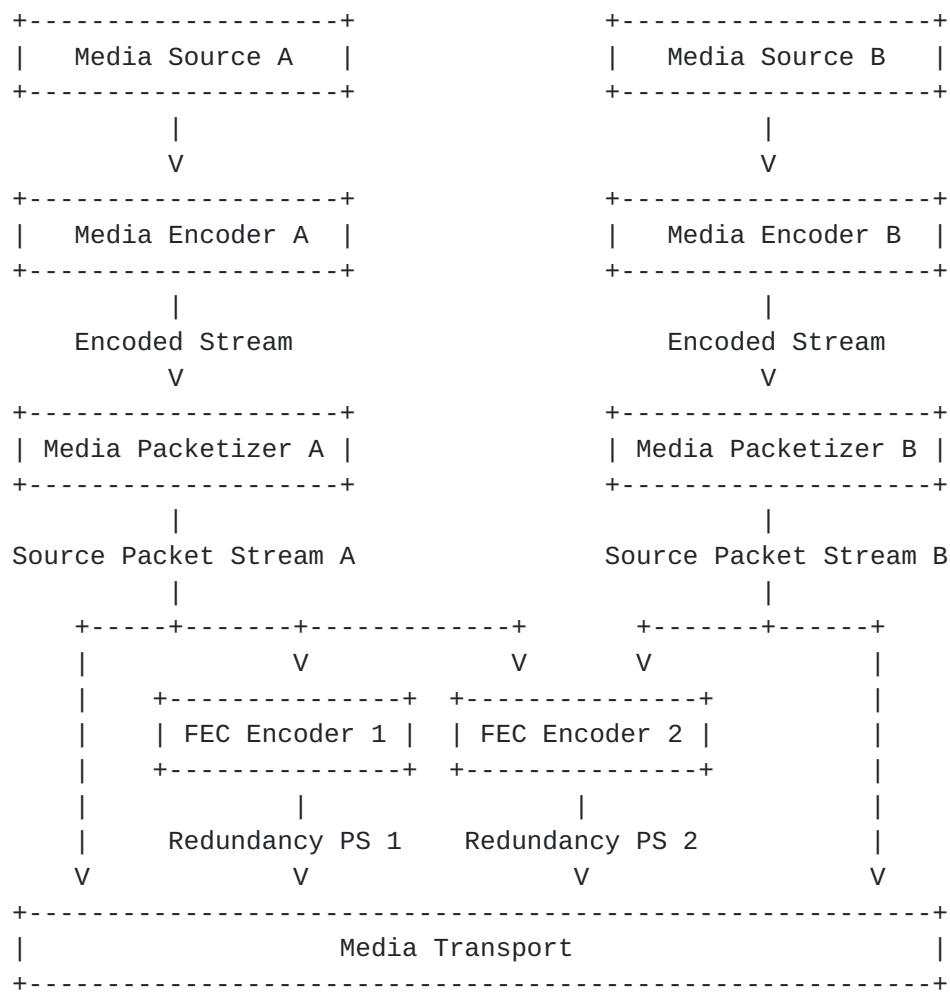 Media Source A Media Source B
Media Encoder A Media Encoder B
Encoded Stream Encoded Stream
Media Packetizer A Media Packetizer B
Source Packet Stream A Source Packet Stream B
FEC Encoder 1 FEC Encoder 2
Redundancy PS 1 Redundancy PS 2
Media Transport